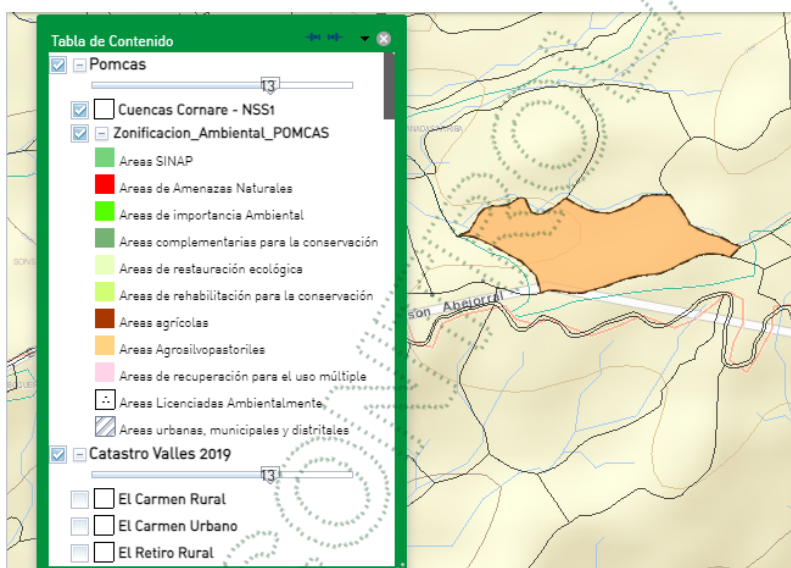 Tabla de Contenido
Pomcas
13
Cuencas Cornare - NSS1
Zonificacion_Ambiental_POMCAS
Areas SINAP
Areas de Amenazas Naturales
Areas de importancia Ambiental
Areas complementarias para la conservación
Areas de restauración ecológica
Areas de rehabilitación para la conservación
Areas agrícolas
Areas Agrosilvopastoriles
Areas de recuperación para el uso múltiple
Areas Licenciadas Ambientalmente
Areas urbanas, municipales y distritales
Catastro Valles 2019
13
El Carmen Rural
El Carmen Urbano
El Retiro Rural
son Abejorral